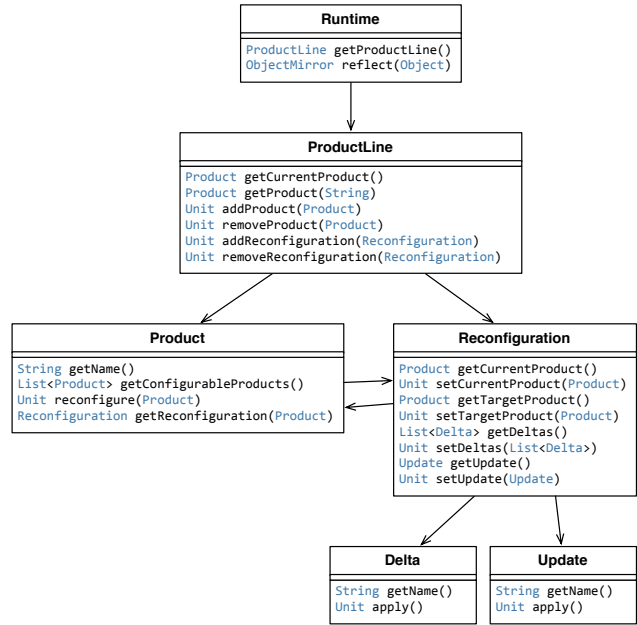 Runtime
ProductLine getProductLine()
ObjectMirror reflect(Object)
ProductLine
Product getCurrentProduct()
Product getProduct(String)
Unit addProduct(Product)
Unit removeProduct(Product)
Unit addReconfiguration(Reconfiguration)
Unit removeReconfiguration(Reconfiguration)
Product
String getName()
List<Product> getConfigurableProducts()
Unit reconfigure(Product)
Reconfiguration getReconfiguration(Product)
Reconfiguration
Product getCurrentProduct()
Unit setCurrentProduct(Product)
Product getTargetProduct()
Unit setTargetProduct(Product)
List<Delta> getDeltas()
Unit setDeltas(List<Delta>)
Update getUpdate()
Unit setUpdate(Update)
Delta
String getName()
Unit apply()
Update
String getName()
Unit apply()